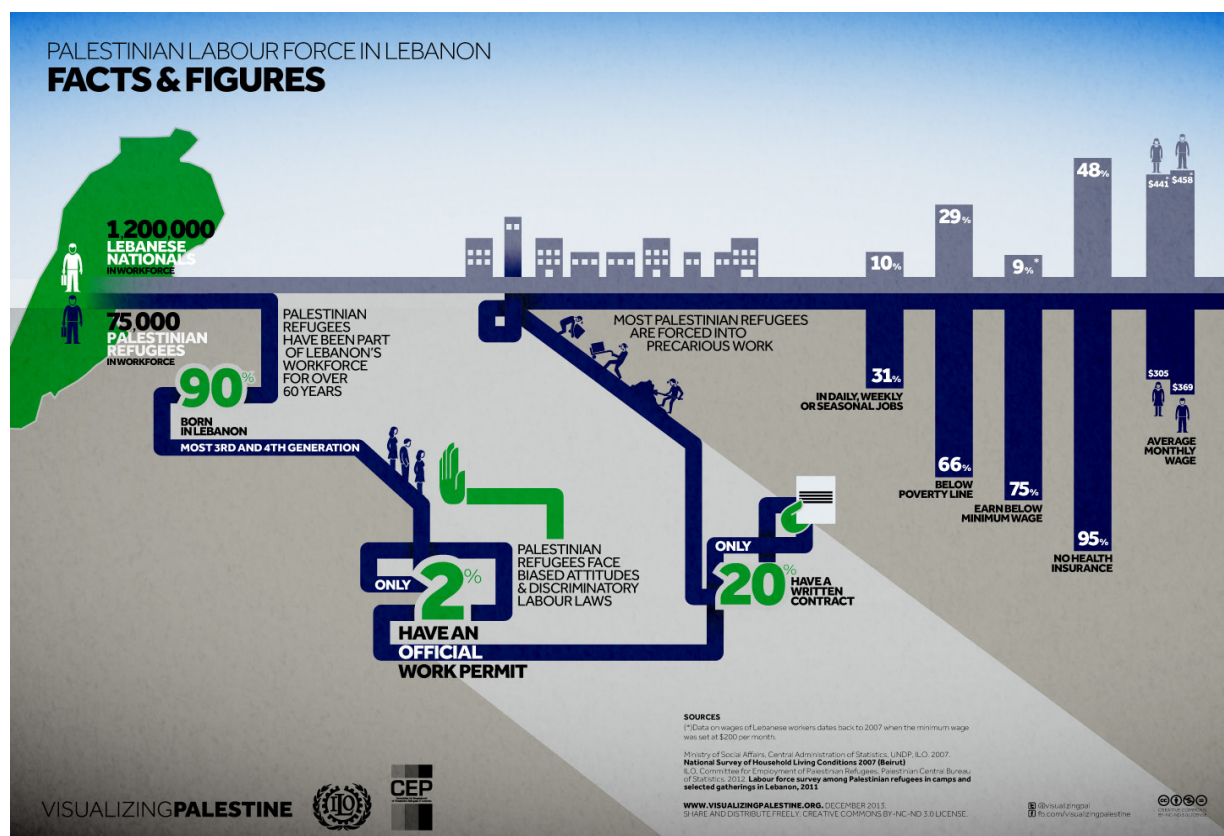 PALESTINIAN LABOUR FORCE IN LEBANON
FACTS & FIGURES
1,200,000
LEBANESE
NATIONALS
IN WORKFORCE
75,000
PALESTINIAN
REFUGEES
IN WORKFORCE
PALESTINIAN
REFUGEES
HAVE BEEN PART
OF LEBANON'S
WORKFORCE
FOR OVER
60 YEARS
90%
BORN
IN LEBANON
MOST 3RD AND 4TH GENERATION
ONLY
2%
HAVE AN
OFFICIAL
WORK PERMIT
PALESTINIAN
REFUGEES FACE
BIASED ATTITUDES
& DISCRIMINATORY
LABOUR LAWS
MOST PALESTINIAN REFUGEES
ARE FORCED INTO
PRECARIOUS WORK
ONLY
20%
HAVE A
WRITTEN
CONTRACT
10%
31%
IN DAILY, WEEKLY
OR SEASONAL JOBS
29%
66%
BELOW
POVERTY LINE
9%*
75%
EARN BELOW
MINIMUM WAGE
48%
95%
NO HEALTH
INSURANCE
$441* $458*
$305
$369
AVERAGE
MONTHLY
WAGE
SOURCES
(*)Data on wages of Lebanese workers dates back to 2007 when the minimum wage
was set at $200 per month.
Ministry of Social Affairs, Central Administration of Statistics, UNDP, ILO. 2007.
National Survey of Household Living Conditions 2007 (Beirut)
ILO, Committee for Employment of Palestinian Refugees, Palestinian Central Bureau
of Statistics. 2012. Labour force survey among Palestinian refugees in camps and
selected gatherings in Lebanon, 2011
WWW.VISUALIZINGPALESTINE.ORG. DECEMBER 2013.
SHARE AND DISTRIBUTE FREELY. CREATIVE COMMONS BY-NC-ND 3.0 LICENSE.
VISUALIZINGPALESTINE
ILO
CEP
@visualizingpal
fb.com/visualizingpalestine
CREATIVE COMMONS